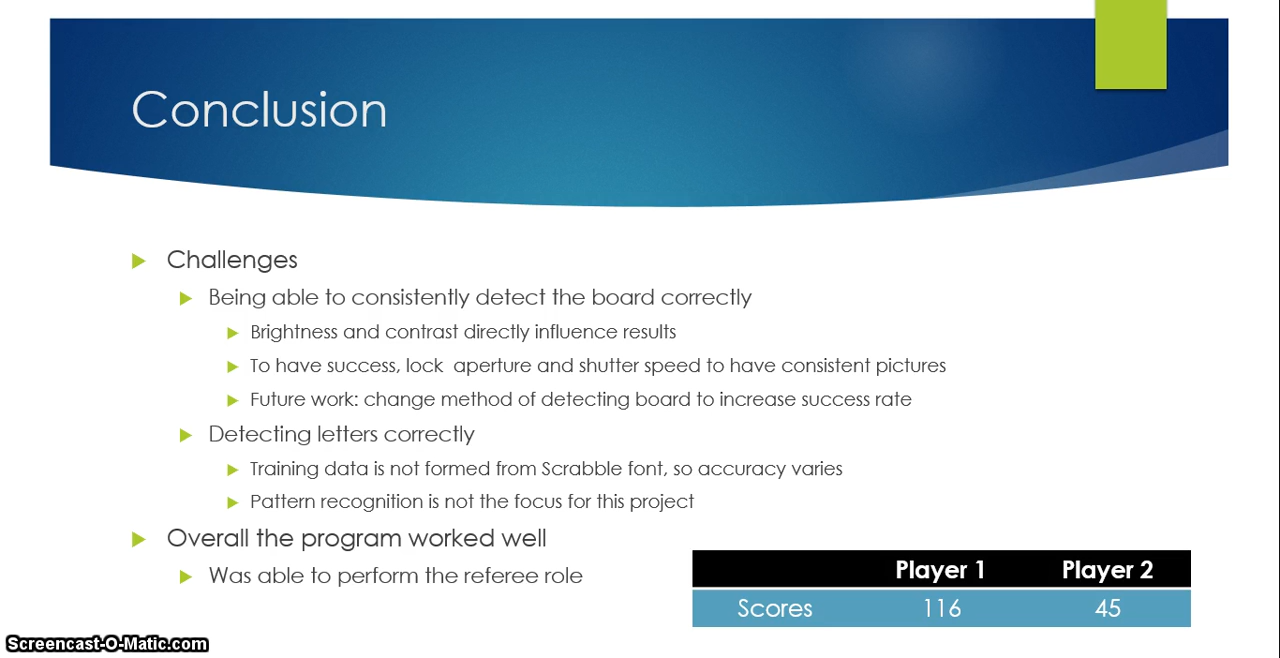 Conclusion
Challenges
Being able to consistently detect the board correctly
Brightness and contrast directly influence results
To have success, lock  aperture and shutter speed to have consistent pictures
Future work: change method of detecting board to increase success rate
Detecting letters correctly
Training data is not formed from Scrabble font, so accuracy varies
Pattern recognition is not the focus for this project
Overall the program worked well
Was able to perform the referee role
Player 1 Player 2
Scores 116 45
Screencast-O-Matic.com